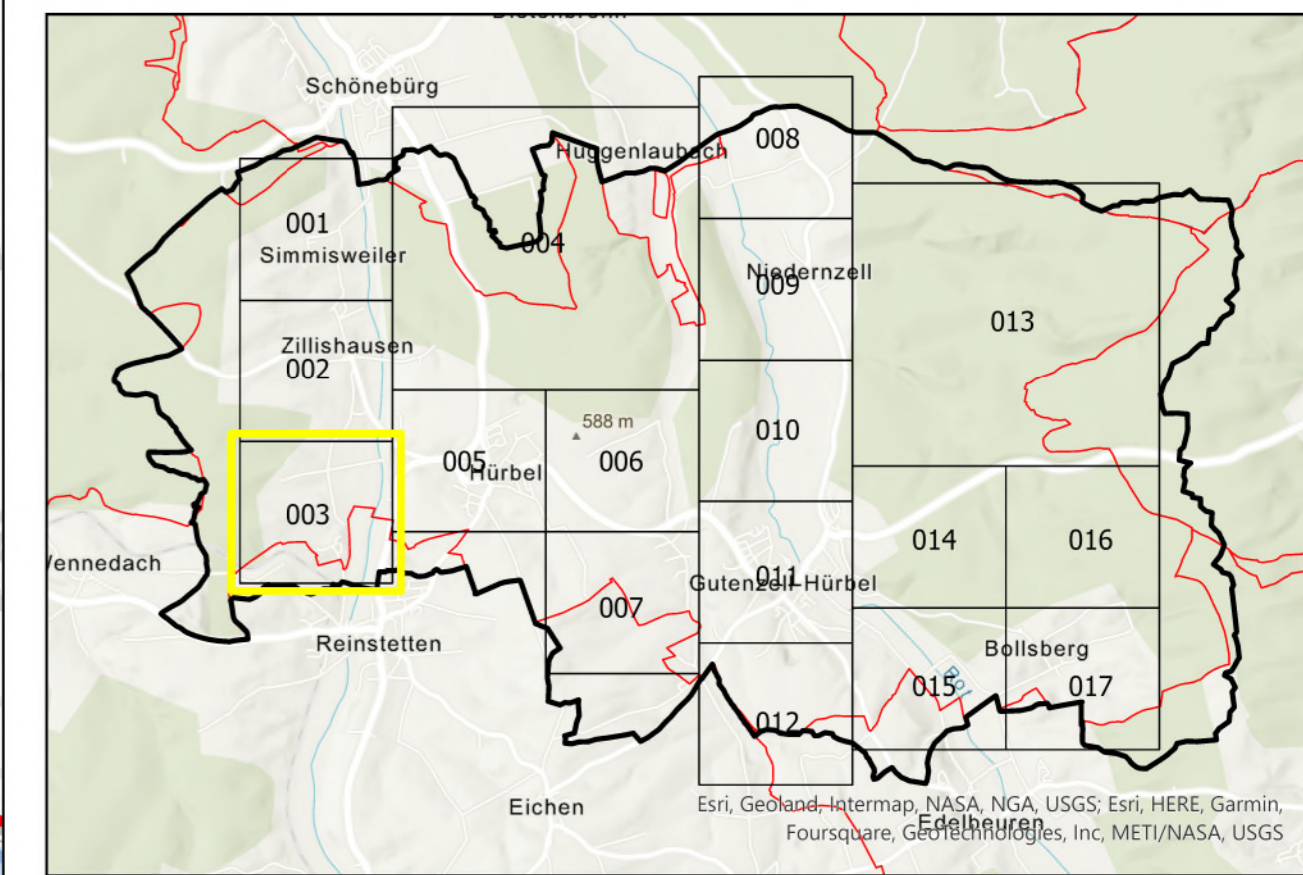 Schönebürg
008
Huggenlaubach
001
004
Simmisweiler
Niedernzell
009
013
Zillishausen
002
588 m
010
005
006
Hürbel
003
014
016
Wennedach
011
Gutenzell-Hürbel
007
Reinstetten
Bollsberg
Rot
015
017
012
Eichen
Esri, Geoland, Intermap, NASA, NGA, USGS; Esri, HERE, Garmin,
Edelbeuren
Foursquare, GeoTechnologies, Inc, METI/NASA, USGS